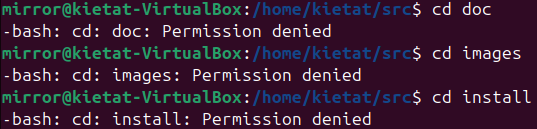 mirror@kietat-VirtualBox:/home/kietat/src$ cd doc
-bash: cd: doc: Permission denied
mirror@kietat-VirtualBox:/home/kietat/src$ cd images
-bash: cd: images: Permission denied
mirror@kietat-VirtualBox:/home/kietat/src$ cd install
-bash: cd: install: Permission denied